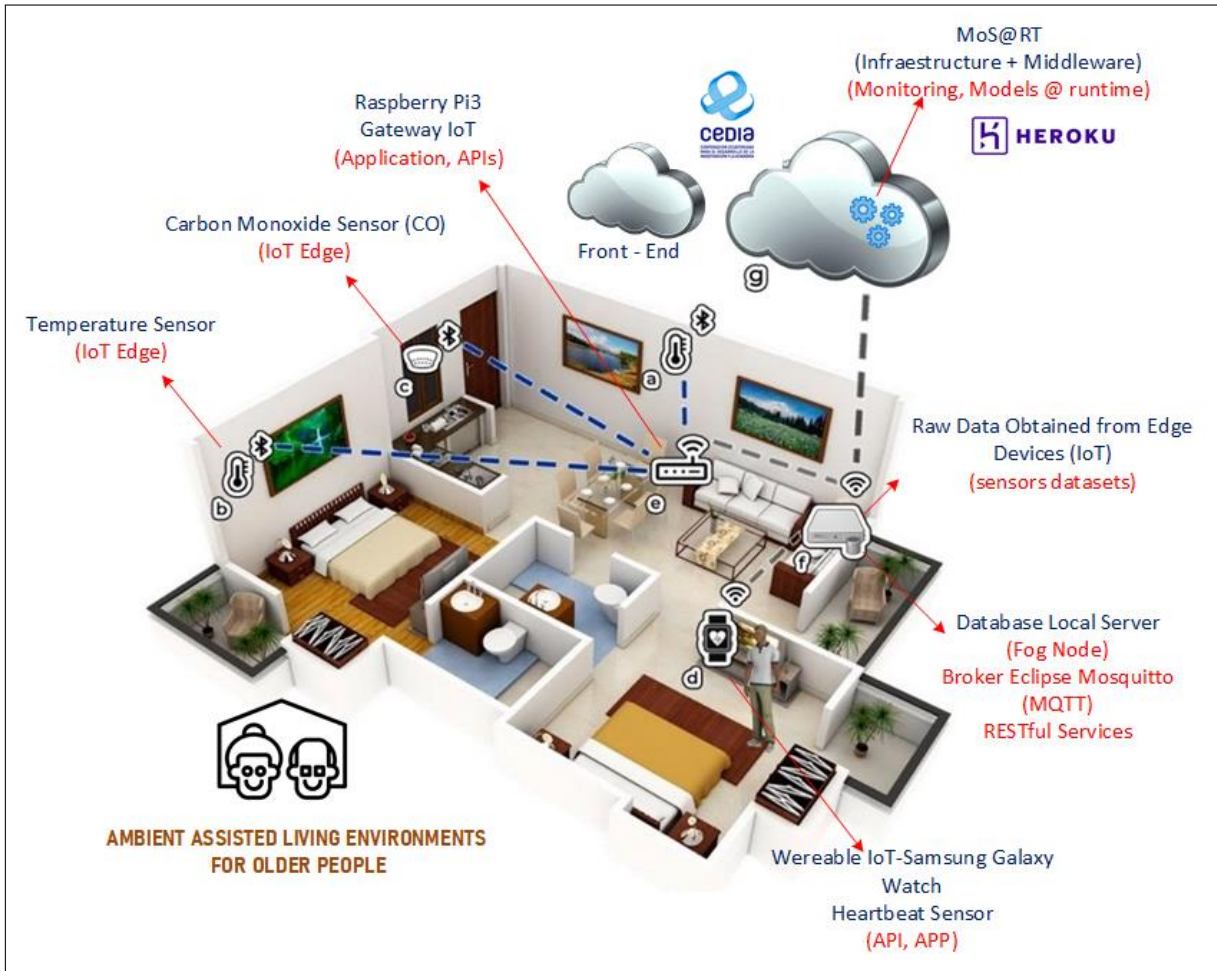 MoS@RT
(Infraestructure + Middleware)
(Monitoring, Models @ runtime)
cedia
HEROKU
Raspberry Pi3
Gateway IoT
(Application, APIs)
Front - End
g
Carbon Monoxide Sensor (CO)
(IoT Edge)
Temperature Sensor
(IoT Edge)
a
c
b
e
f
d
Raw Data Obtained from Edge
Devices (IoT)
(sensors datasets)
Database Local Server
(Fog Node)
Broker Eclipse Mosquitto
(MQTT)
RESTful Services
AMBIENT ASSISTED LIVING ENVIRONMENTS
FOR OLDER PEOPLE
Wereable IoT-Samsung Galaxy
Watch
Heartbeat Sensor
(API, APP)